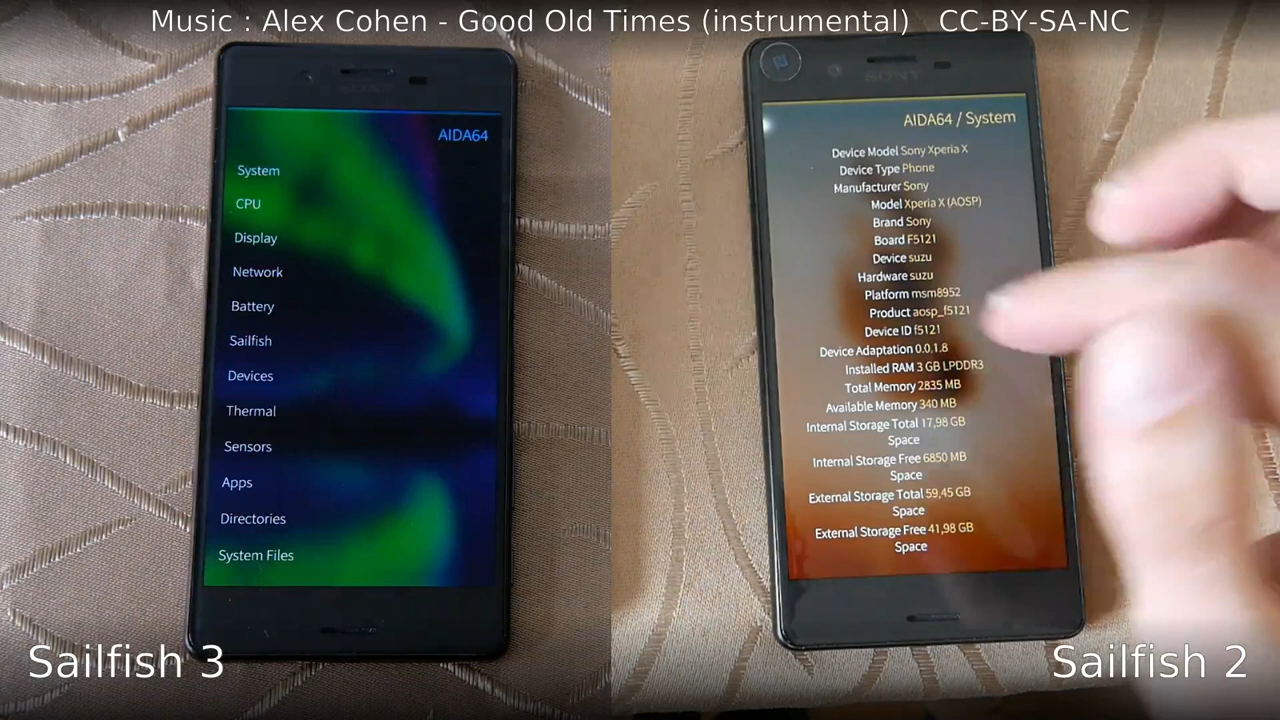 Music : Alex Cohen - Good Old Times (instrumental) CC-BY-SA-NC
AIDA64
System
CPU
Display
Network
Battery
Sailfish
Devices
Thermal
Sensors
Apps
Directories
System Files
Sailfish 3
SONY
AIDA64 / System
Device Model Sony Xperia X
Device Type Phone
Manufacturer Sony
Model Xperia X (AOSP)
Brand Sony
Board F5121
Device suzu
Hardware suzu
Platform msm8952
Product aosp_f5121
Device ID f5121
Device Adaptation 0.0.1.8
Installed RAM 3 GB LPDDR3
Total Memory 2835 MB
Available Memory 340 MB
Internal Storage Total 17,98 GB
Space
Internal Storage Free 6850 MB
Space
External Storage Total 59,45 GB
Space
External Storage Free 41,98 GB
Space
Sailfish 2